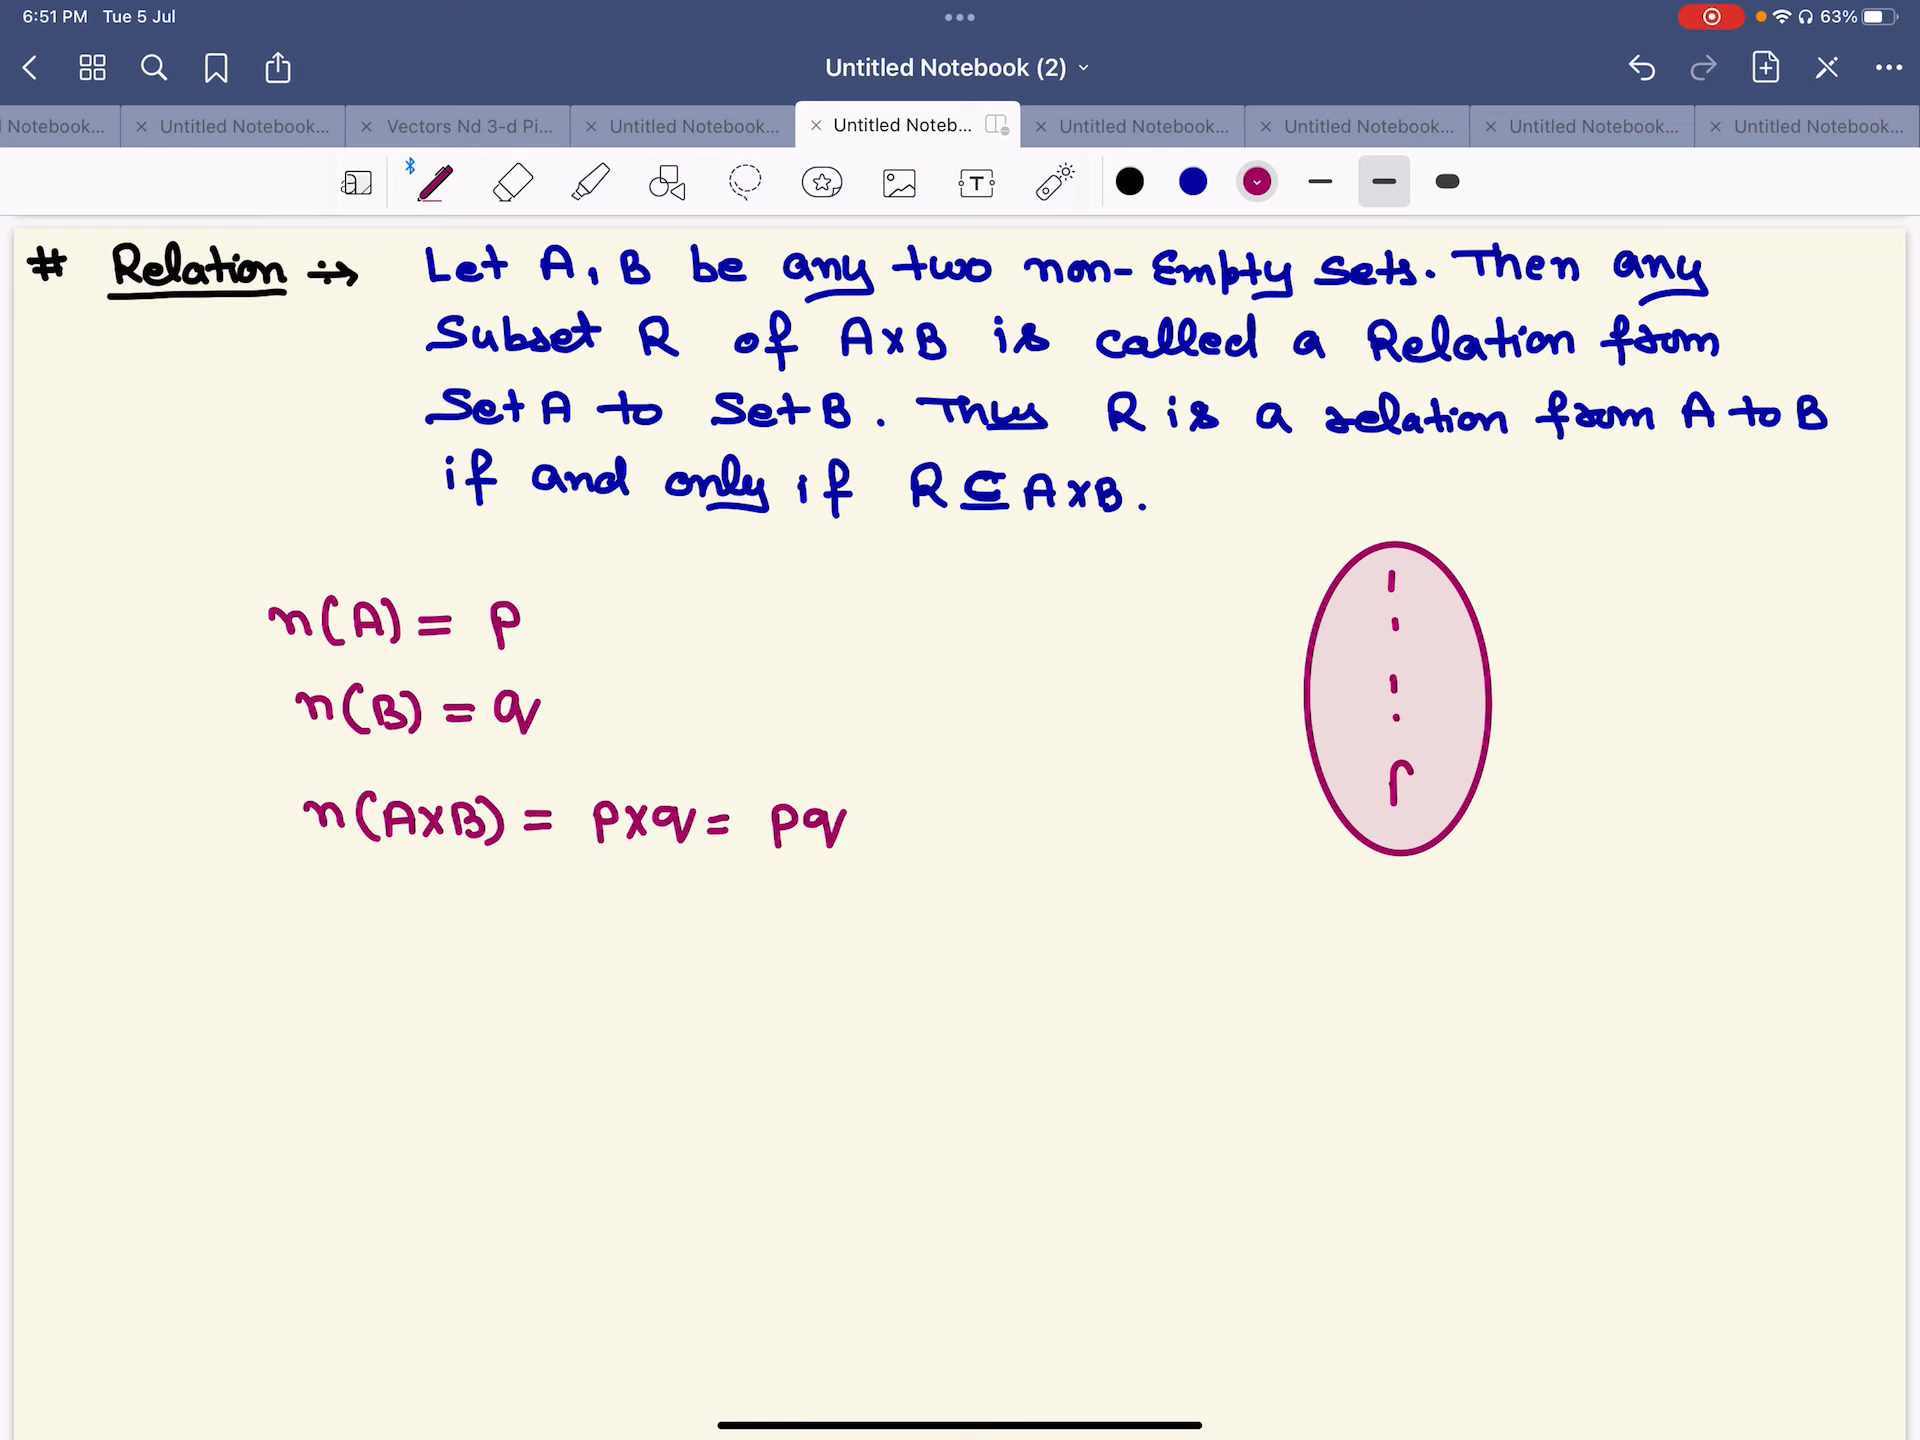 6:51 PM Tue 5 Jul
63%
Untitled Notebook (2)
Notebook... Untitled Notebook... Vectors Nd 3-d Pi... Untitled Notebook... Untitled Noteb... Untitled Notebook... Untitled Notebook... Untitled Notebook... Untitled Notebook...
# Relation ÷→ Let A, B be any two non-Empty Sets. Then any
Subset R of A×B is called a Relation from
Set A to Set B. Thus R is a relation from A to B
if and only if R ⊆ A×B.
n(A) = p
n(B) = q
n(A×B) = p×q = pq